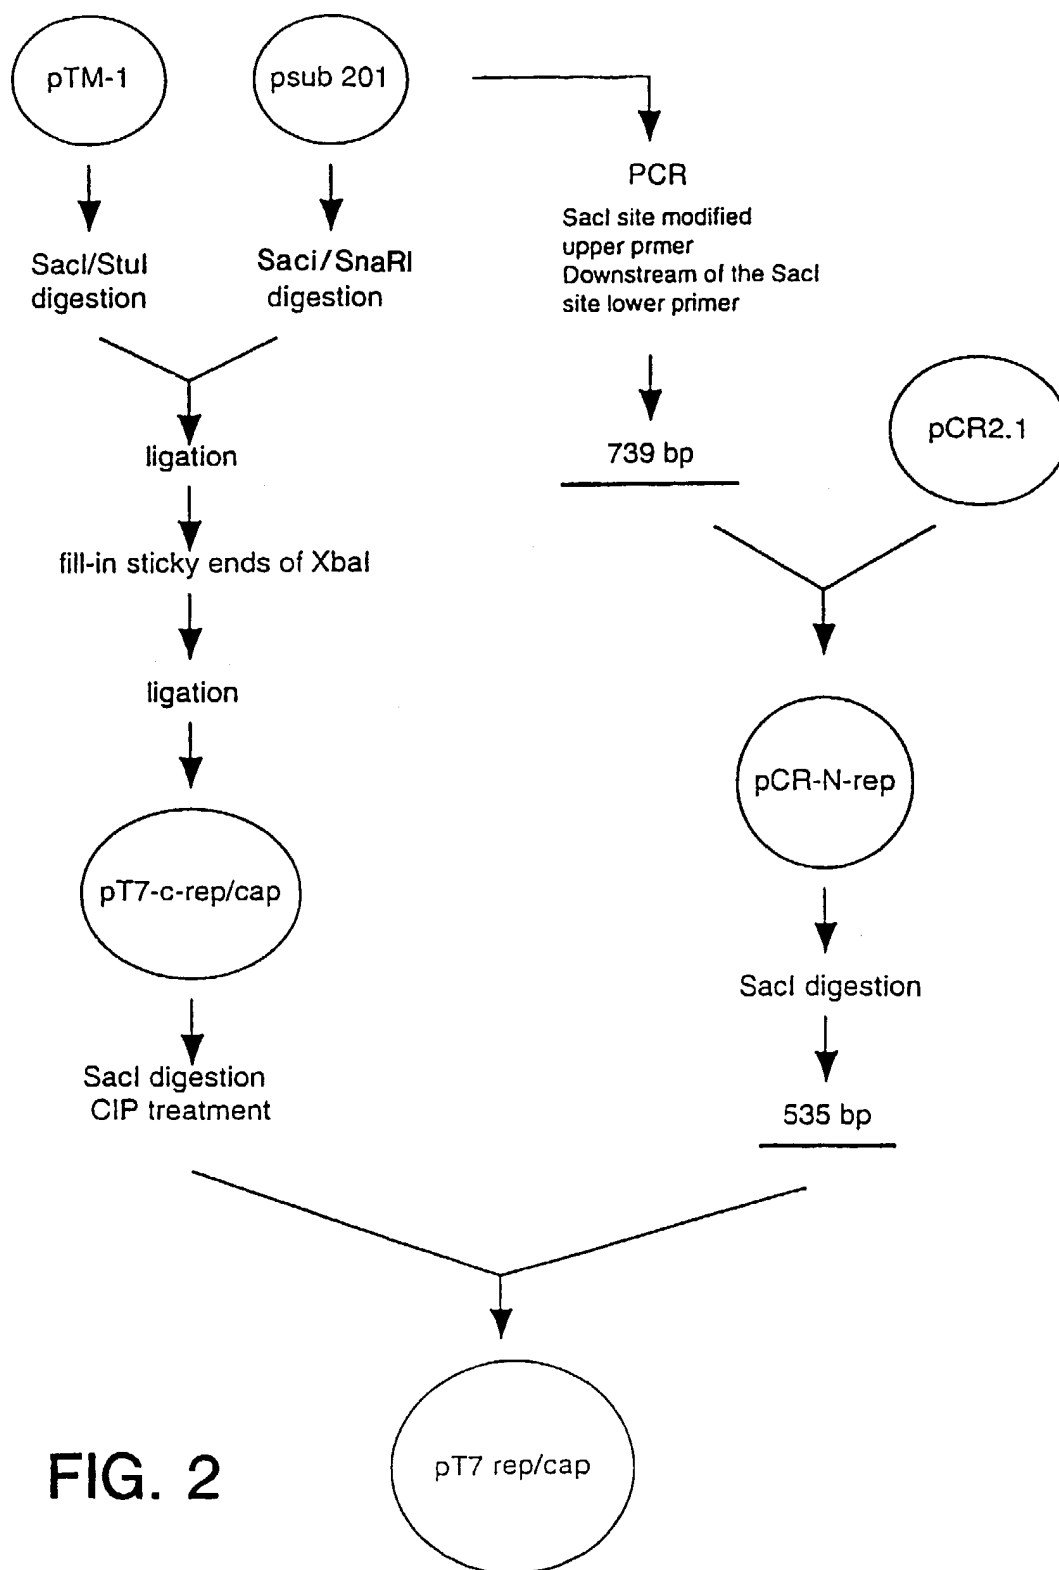 pTM-1
psub 201
SacI/StuI
digestion
Saci/SnaRI
digestion
PCR
SacI site modified
upper prmer
Downstream of the SacI
site lower primer
ligation
739 bp
pCR2.1
fill-in sticky ends of XbaI
ligation
pCR-N-rep
pT7-c-rep/cap
SacI digestion
SacI digestion
CIP treatment
535 bp
pT7 rep/cap
FIG. 2